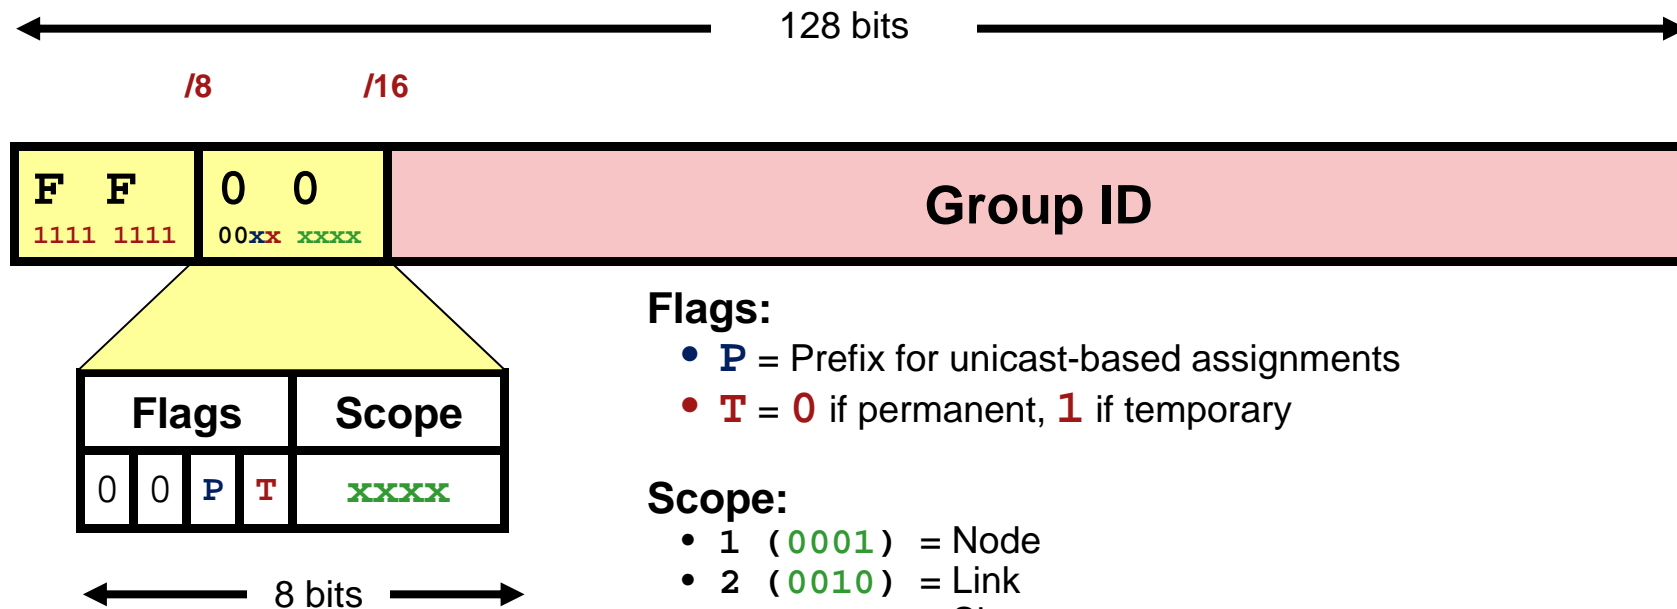 128 bits
/8 /16
F F 0 0 Group ID
1111 1111 00xx xxxx
Flags:
• P = Prefix for unicast-based assignments
• T = 0 if permanent, 1 if temporary
Flags Scope
0 0 P T xxxx
Scope:
• 1 (0001) = Node
• 2 (0010) = Link
8 bits